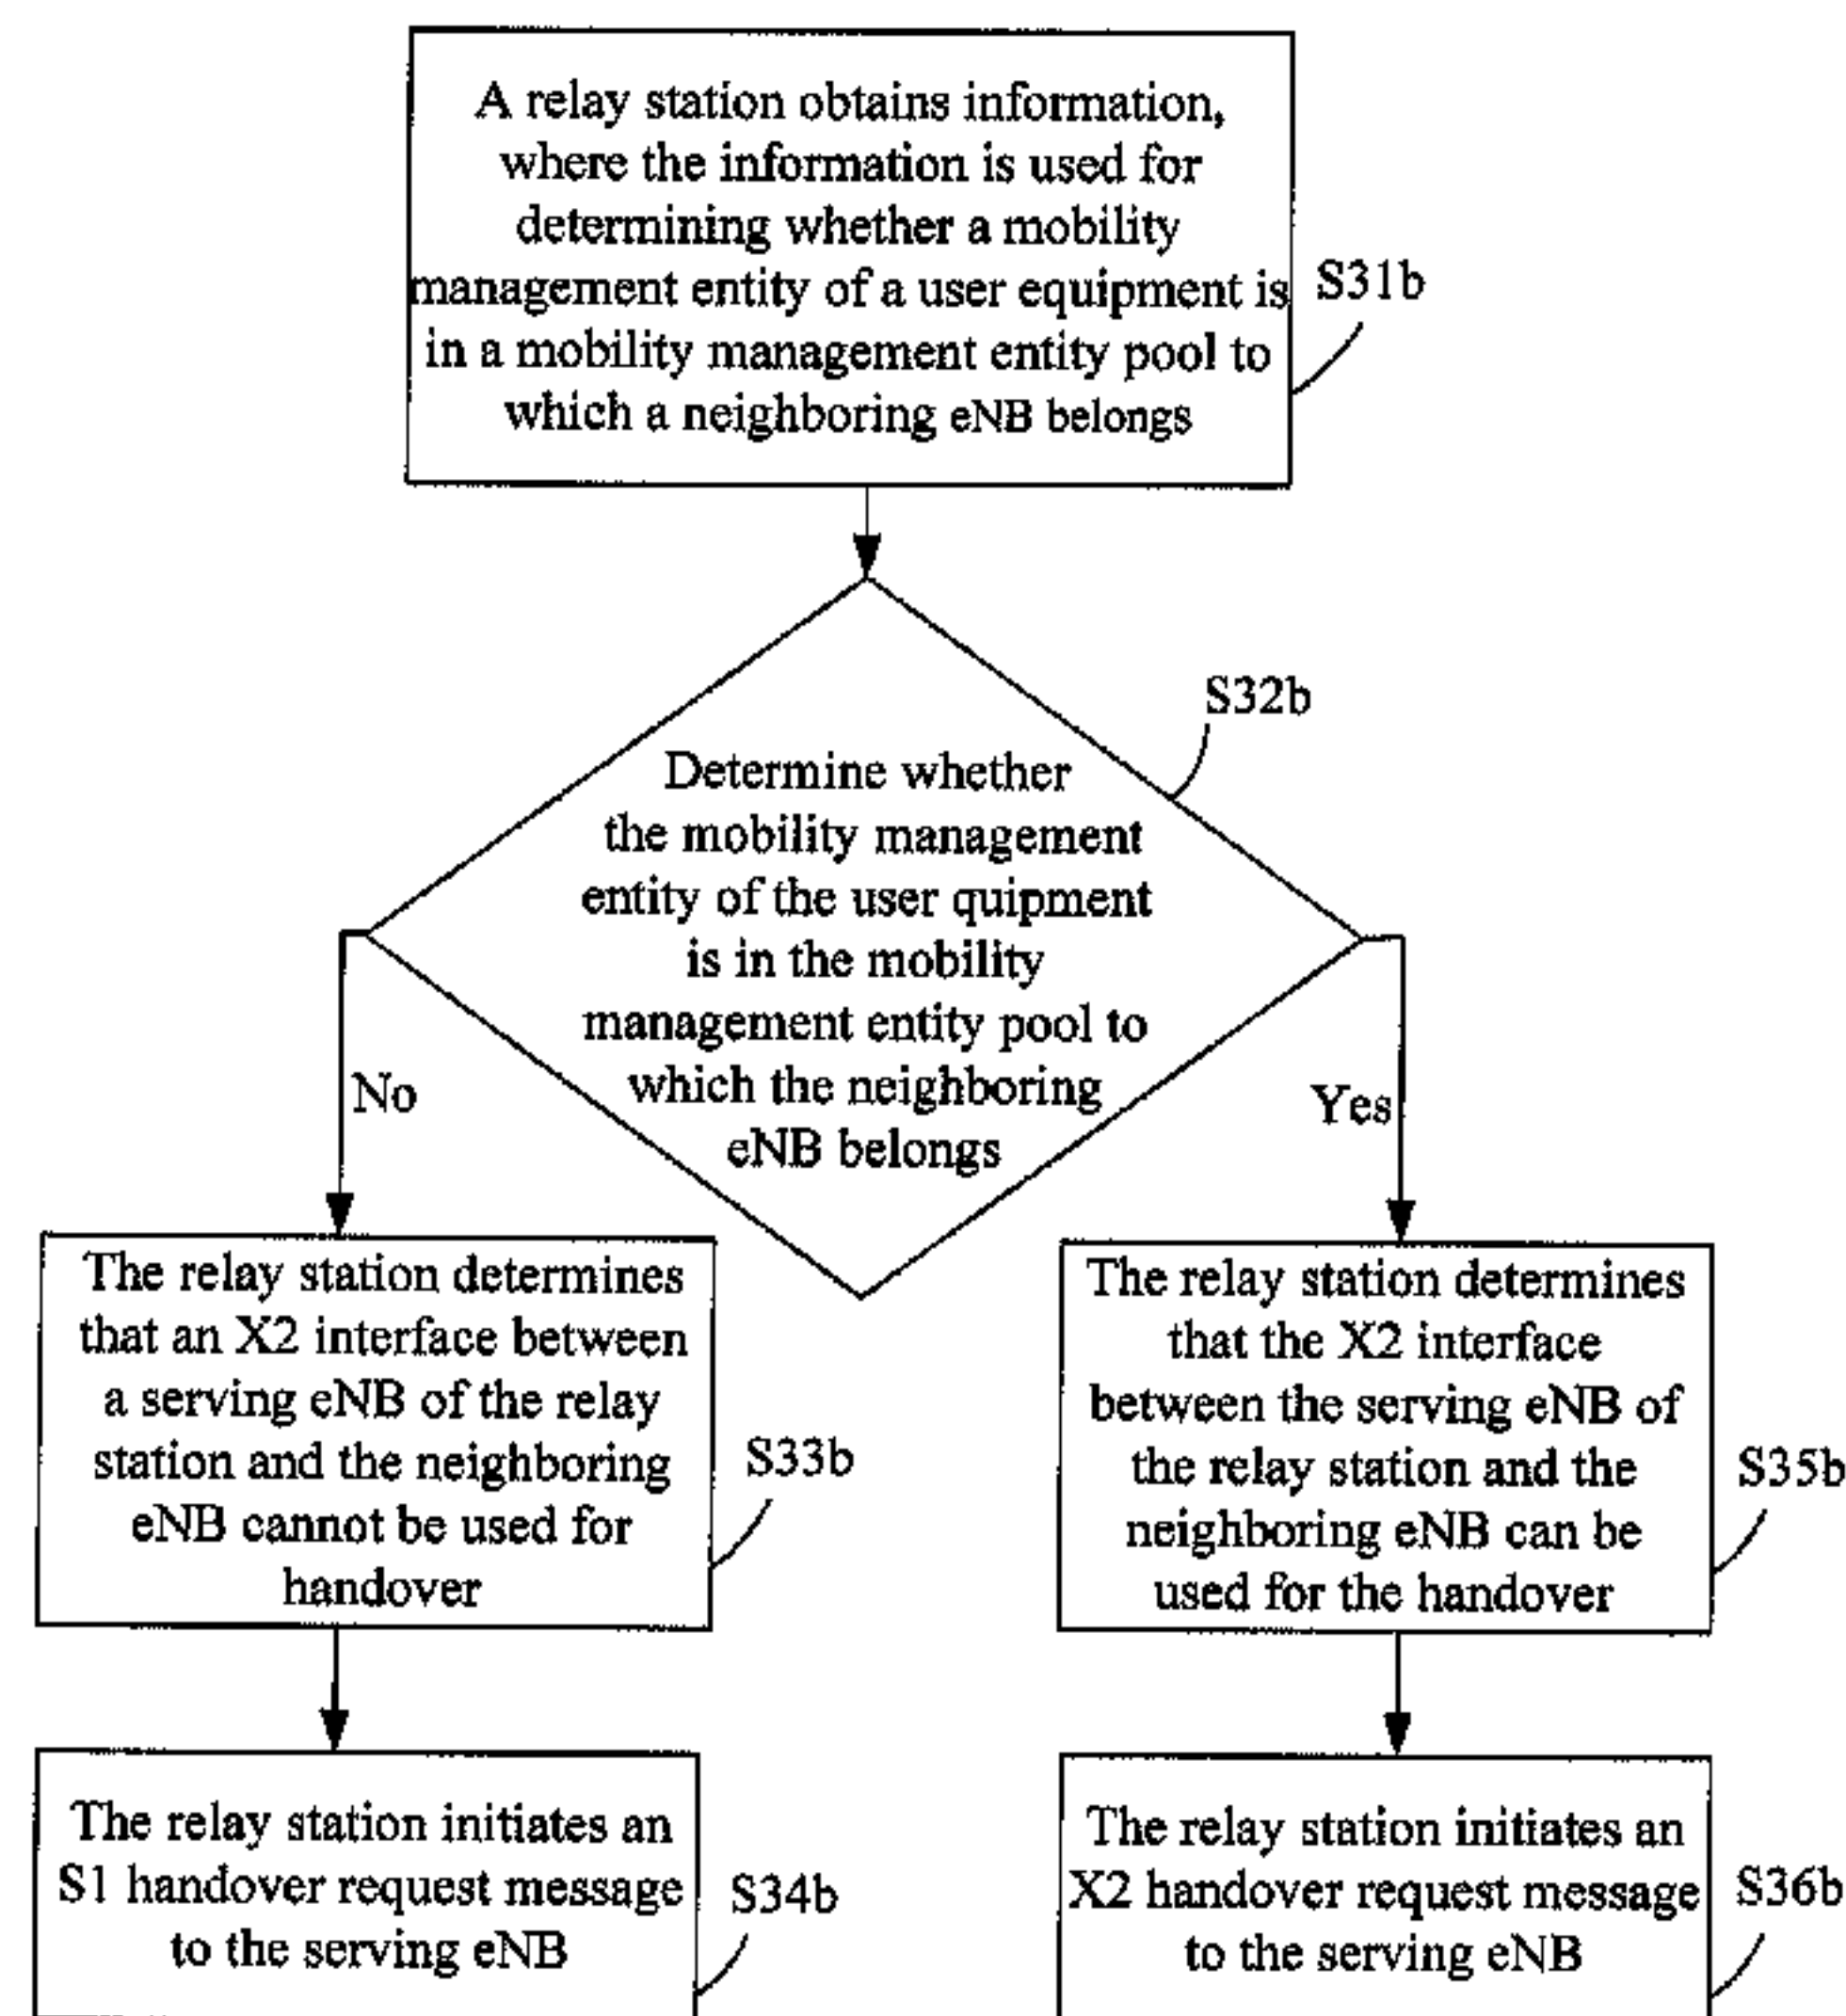 A relay station obtains information,
where the information is used for
determining whether a mobility
management entity of a user equipment is
in a mobility management entity pool to
which a neighboring eNB belongs
S31b
S32b
Determine whether
the mobility management
entity of the user quipment
is in the mobility
management entity pool to
which the neighboring
eNB belongs
No
Yes
The relay station determines
that an X2 interface between
a serving eNB of the relay
station and the neighboring
eNB cannot be used for
handover
S33b
The relay station determines
that the X2 interface
between the serving eNB of
the relay station and the
neighboring eNB can be
used for the handover
S35b
The relay station initiates an
S1 handover request message
to the serving eNB
S34b
The relay station initiates an
X2 handover request message
to the serving eNB
S36b